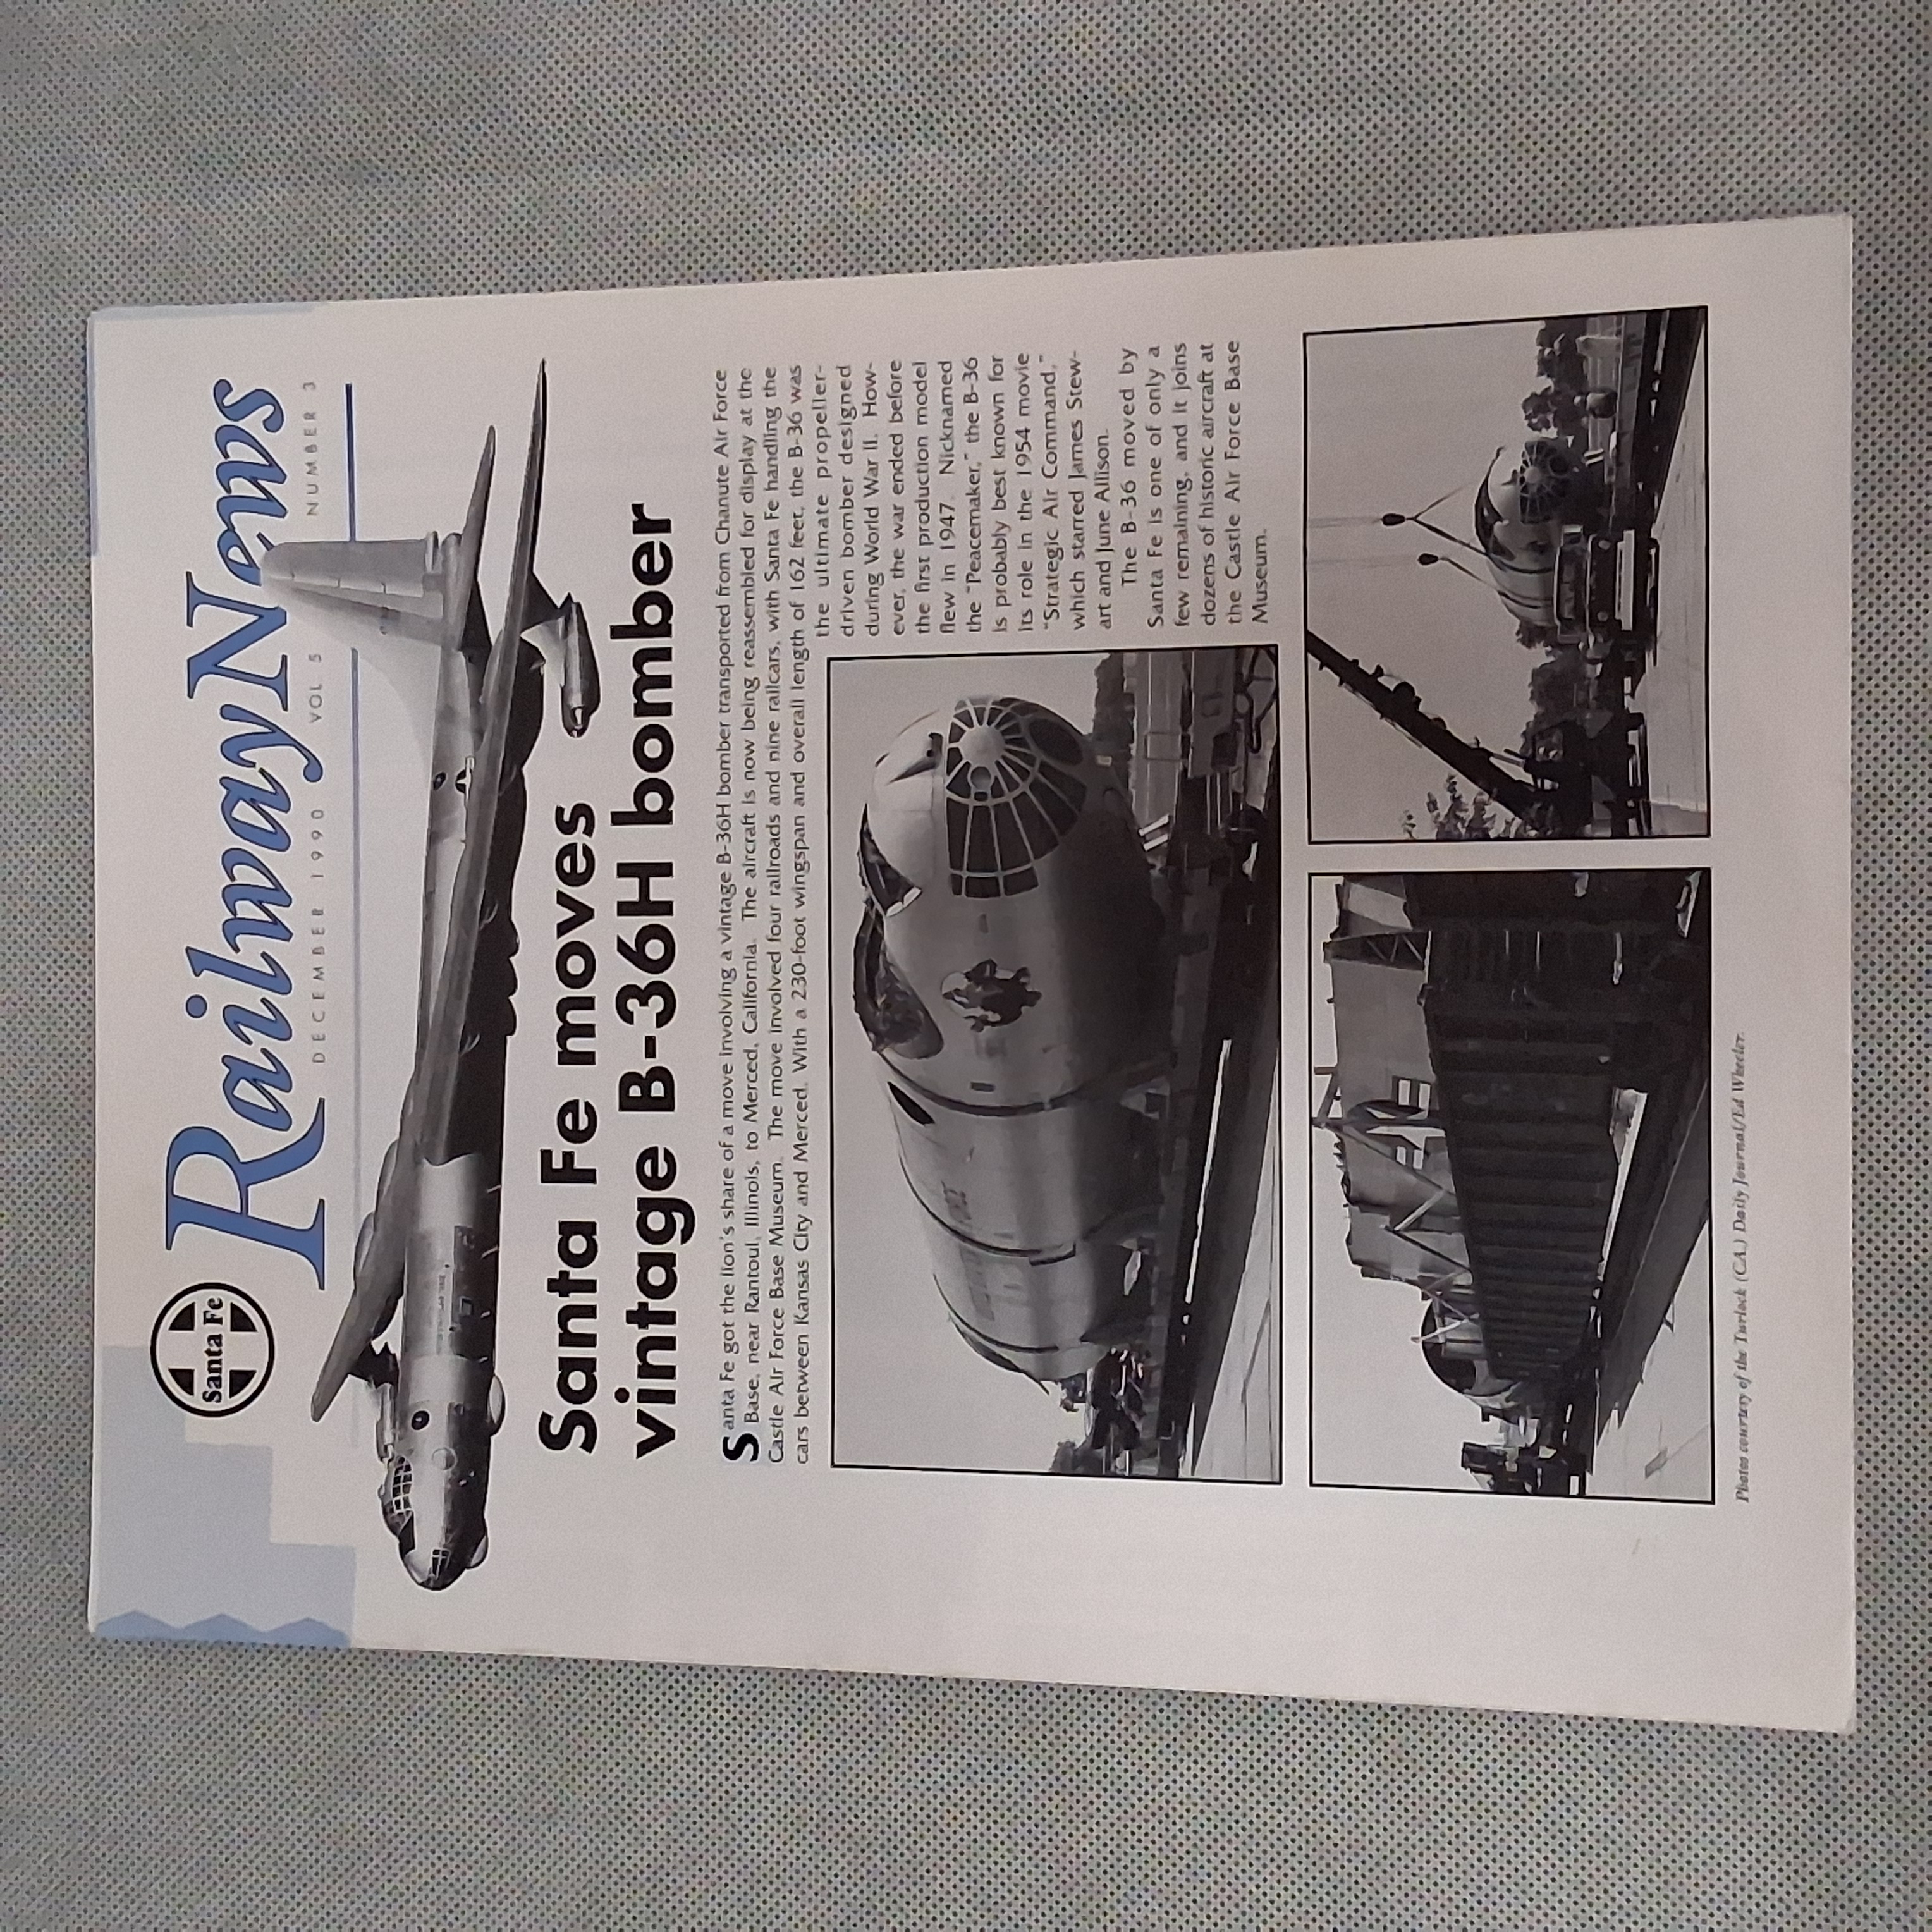 Santa Fe
RailwayNews
DECEMBER 1990 VOL 5 NUMBER 3
Santa Fe moves
vintage B-36H bomber
Santa Fe got the lion's share of a move involving a vintage B-36H bomber transported from Chanute Air Force
Base, near Rantoul, Illinois, to Merced, California. The aircraft is now being reassembled for display at the
Castle Air Force Base Museum. The move involved four railroads and nine railcars, with Santa Fe handling the
cars between Kansas City and Merced. With a 230-foot wingspan and overall length of 162 feet, the B-36 was
the ultimate propeller-
driven bomber designed
during World War II. How-
ever, the war ended before
the first production model
flew in 1947. Nicknamed
the "Peacemaker," the B-36
is probably best known for
its role in the 1954 movie
"Strategic Air Command,"
which starred James Stew-
art and June Allison.
The B-36 moved by
Santa Fe is one of only a
few remaining, and it joins
dozens of historic aircraft at
the Castle Air Force Base
Museum.
Photos courtesy of the Turlock (CA.) Daily Journal/Ed Wheeler.